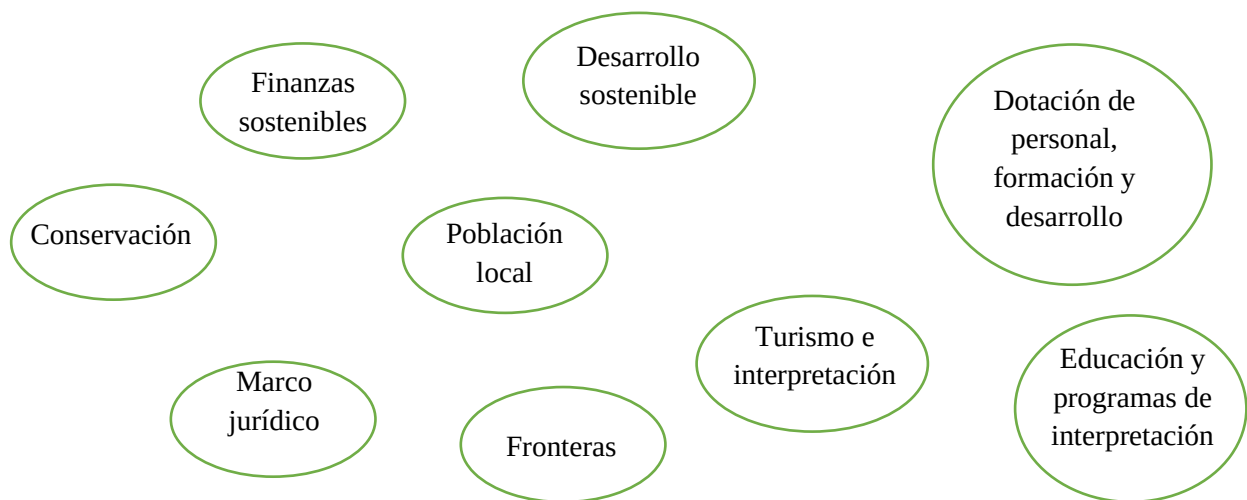 Finanzas
sostenibles
Desarrollo
sostenible
Dotación de
personal,
formación y
desarrollo
Conservación
Población
local
Turismo e
interpretación
Educación y
programas de
interpretación
Marco
jurídico
Fronteras